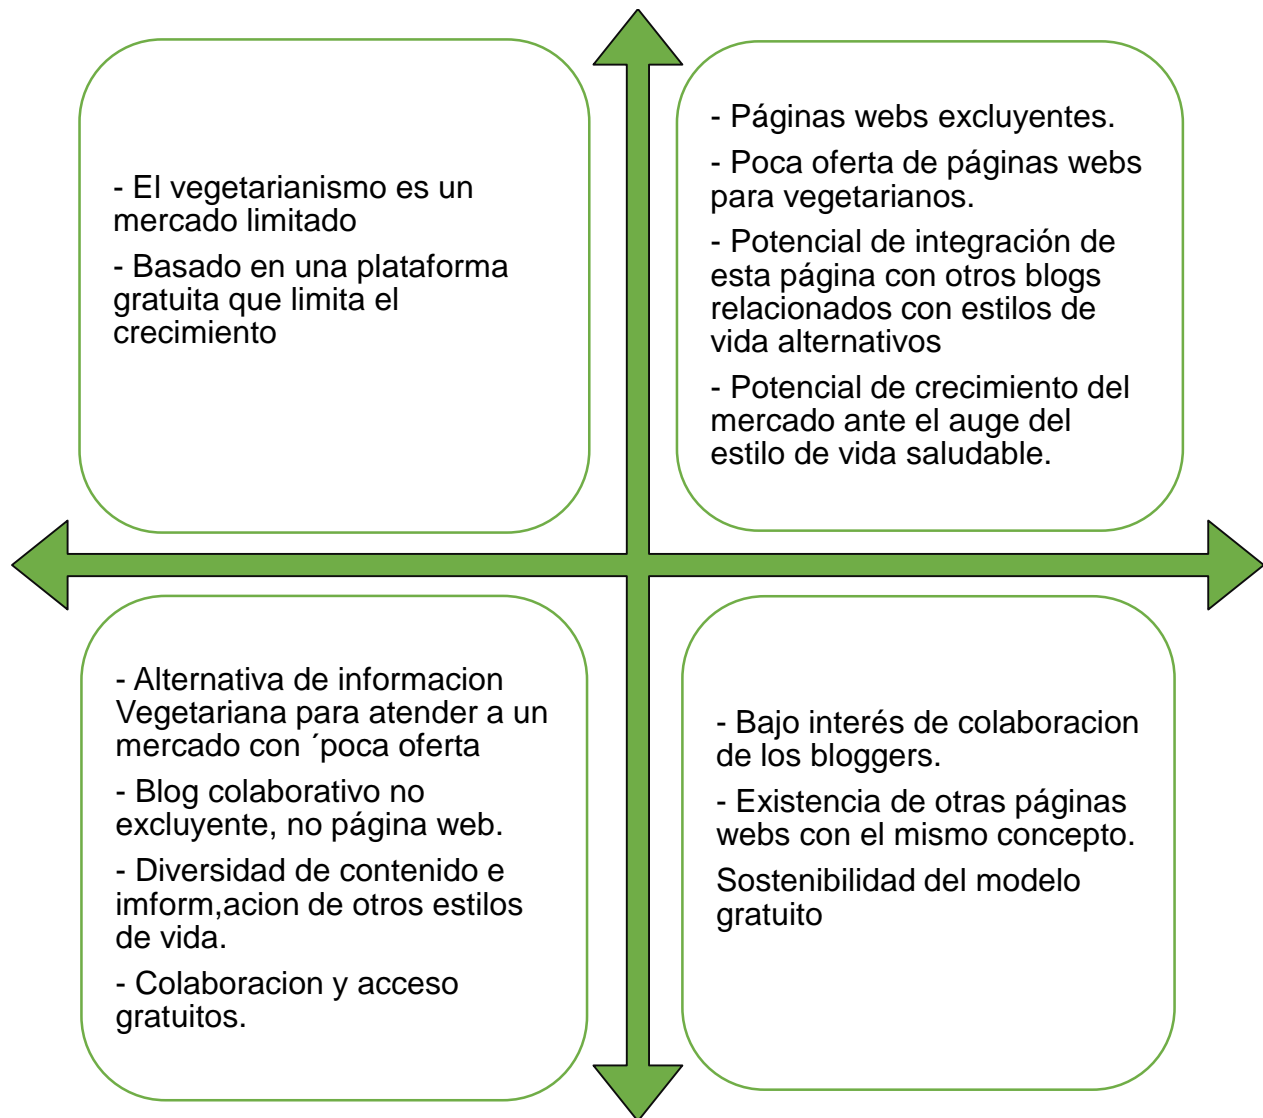 - El vegetarianismo es un
mercado limitado
- Basado en una plataforma
gratuita que limita el
crecimiento
- Páginas webs excluyentes.
- Poca oferta de páginas webs
para vegetarianos.
- Potencial de integración de
esta página con otros blogs
relacionados con estilos de
vida alternativos
- Potencial de crecimiento del
mercado ante el auge del
estilo de vida saludable.
- Alternativa de informacion
Vegetariana para atender a un
mercado con ´poca oferta
- Blog colaborativo no
excluyente, no página web.
- Diversidad de contenido e
imform,acion de otros estilos
de vida.
- Colaboracion y acceso
gratuitos.
- Bajo interés de colaboracion
de los bloggers.
- Existencia de otras páginas
webs con el mismo concepto.
Sostenibilidad del modelo
gratuito